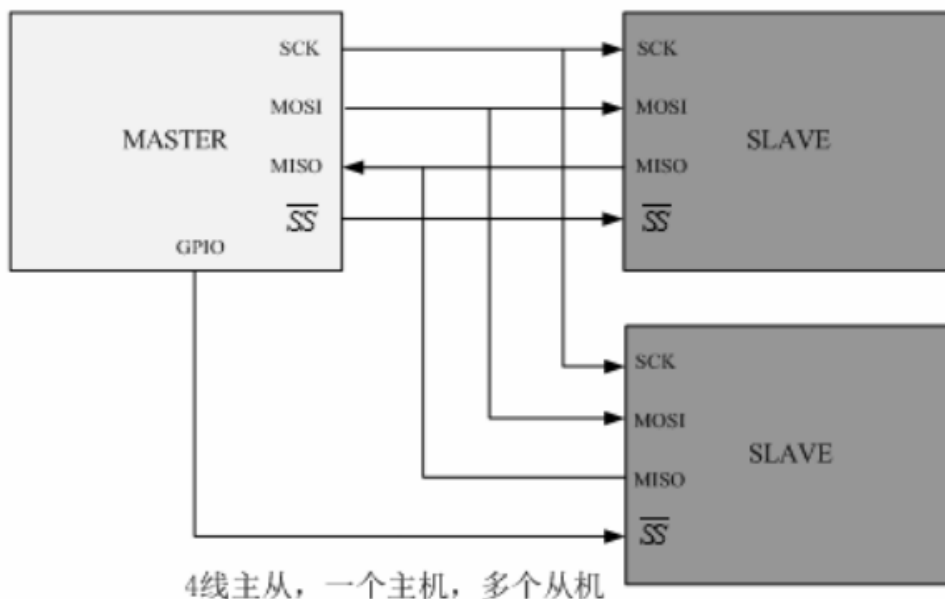 MASTER
SCK
MOSI
MISO
SS
GPIO
SCK
MOSI
MISO
SS
SLAVE
SCK
MOSI
MISO
SS
SLAVE
4线主从，一个主机，多个从机